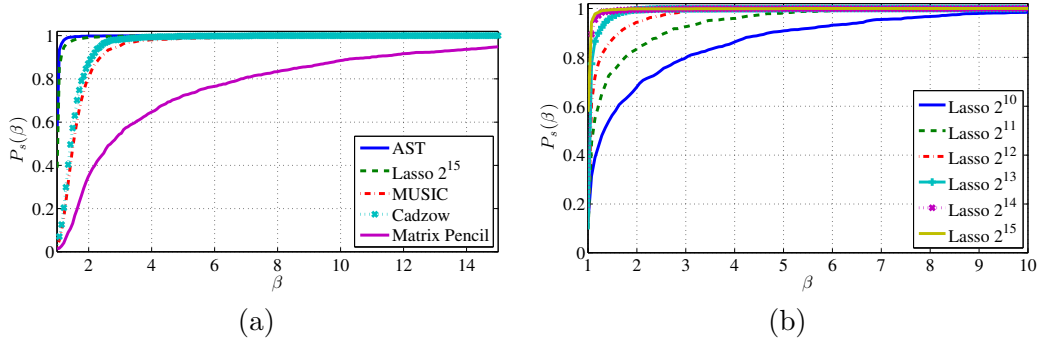 1
0.8
0.6
0.4
0.2
0
P_s(β)
2 4 6 8 10 12 14
β
AST
Lasso 2^15
MUSIC
Cadzow
Matrix Pencil
(a)
1
0.8
0.6
0.4
0.2
0
P_s(β)
1 2 3 4 5 6 7 8 9 10
β
Lasso 2^10
Lasso 2^11
Lasso 2^12
Lasso 2^13
Lasso 2^14
Lasso 2^15
(b)